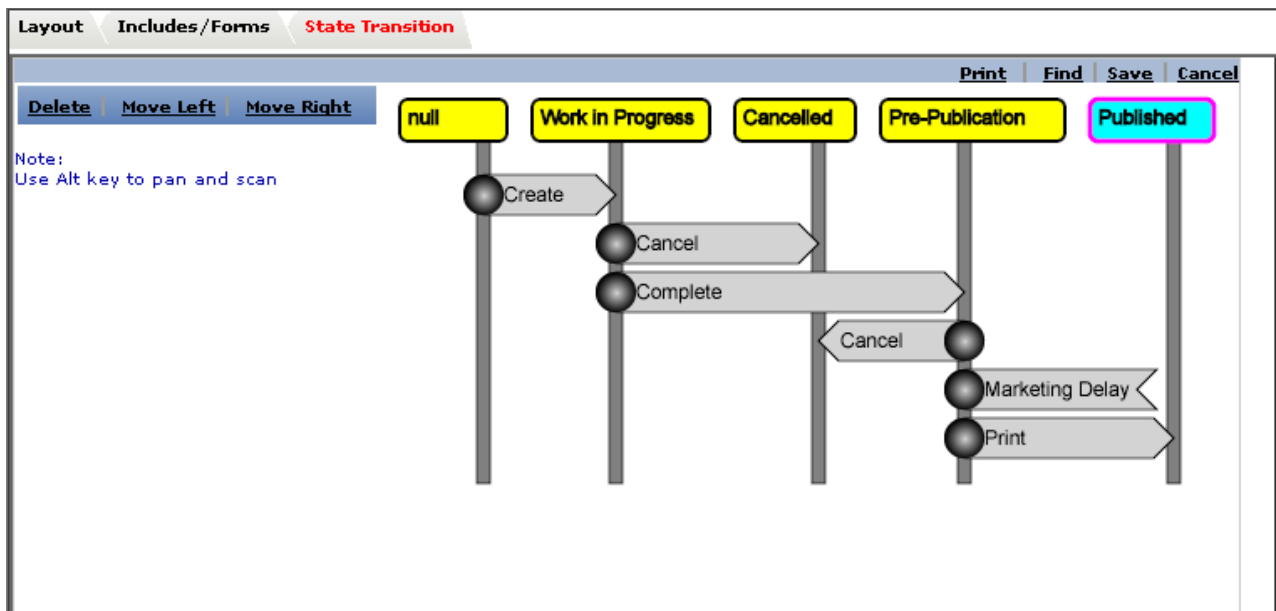 Layout Includes/Forms State Transition
Print Find Save Cancel
Delete Move Left Move Right
null Work in Progress Cancelled Pre-Publication Published
Note:
Use Alt key to pan and scan
Create
Cancel
Complete
Cancel
Marketing Delay
Print